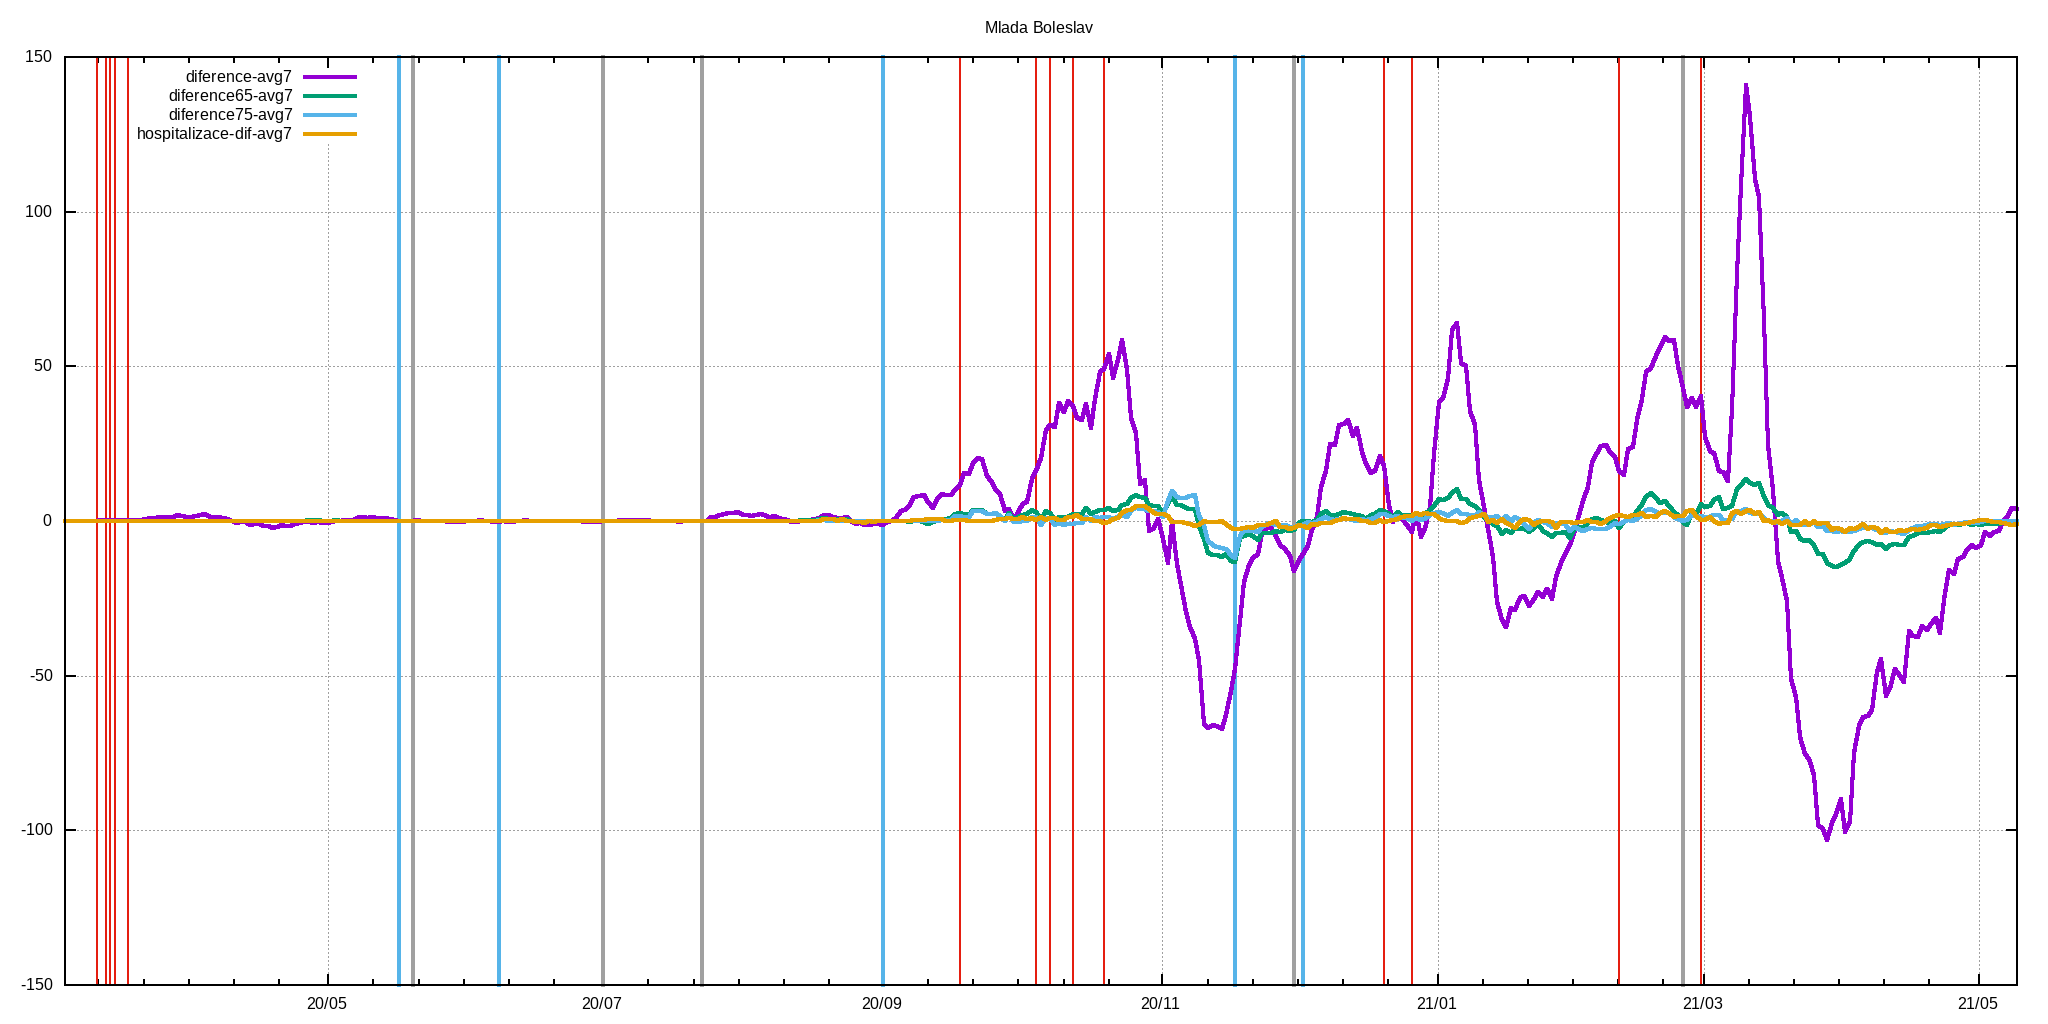 Mlada Boleslav
150
diference-avg7
diference65-avg7
diference75-avg7
hospitalizace-dif-avg7
100
50
0
-50
-100
-150
20/05 20/07 20/09 20/11 21/01 21/03 21/05